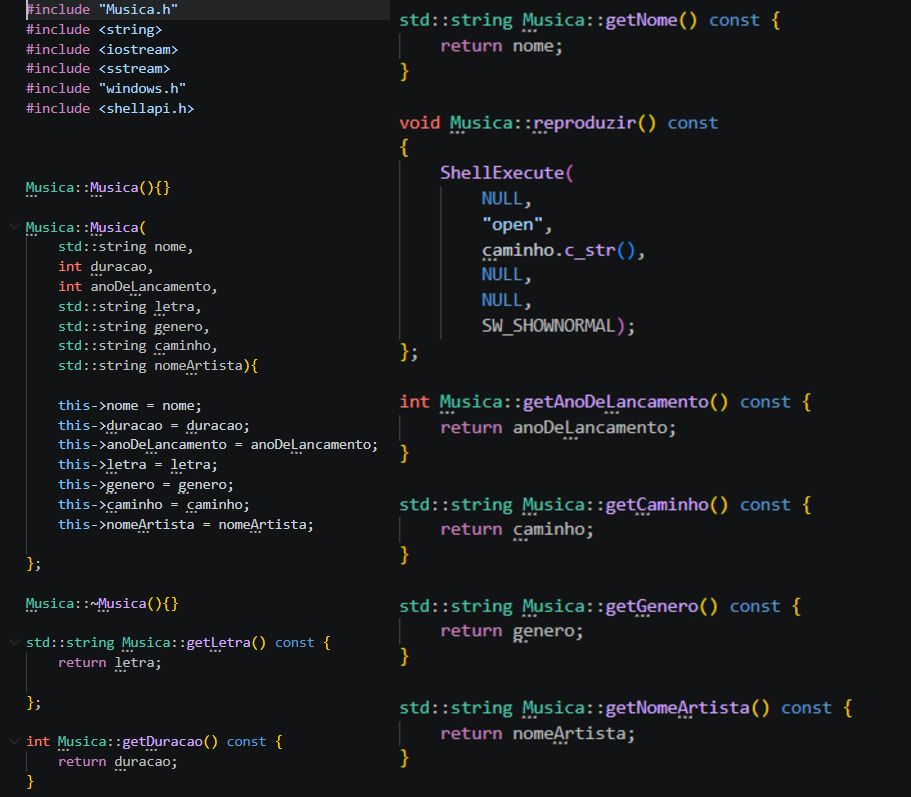 #include "Musica.h"
#include <string>
#include <iostream>
#include <sstream>
#include "windows.h"
#include <shellapi.h>
Musica::Musica(){}
Musica::Musica(
std::string nome,
int duracao,
int anoDeLancamento,
std::string letra,
std::string genero,
std::string caminho,
std::string nomeArtista){
this->nome = nome;
this->duracao = duracao;
this->anoDeLancamento = anoDeLancamento;
this->letra = letra;
this->genero = genero;
this->caminho = caminho;
this->nomeArtista = nomeArtista;
};
Musica::~Musica(){}
std::string Musica::getLetra() const {
return letra;
};
int Musica::getDuracao() const {
return duracao;
}
std::string Musica::getNome() const {
return nome;
}
void Musica::reproduzir() const
{
ShellExecute(
NULL,
"open",
caminho.c_str(),
NULL,
NULL,
SW_SHOWNORMAL);
};
int Musica::getAnoDeLancamento() const {
return anoDeLancamento;
}
std::string Musica::getCaminho() const {
return caminho;
}
std::string Musica::getGenero() const {
return genero;
}
std::string Musica::getNomeArtista() const {
return nomeArtista;
}